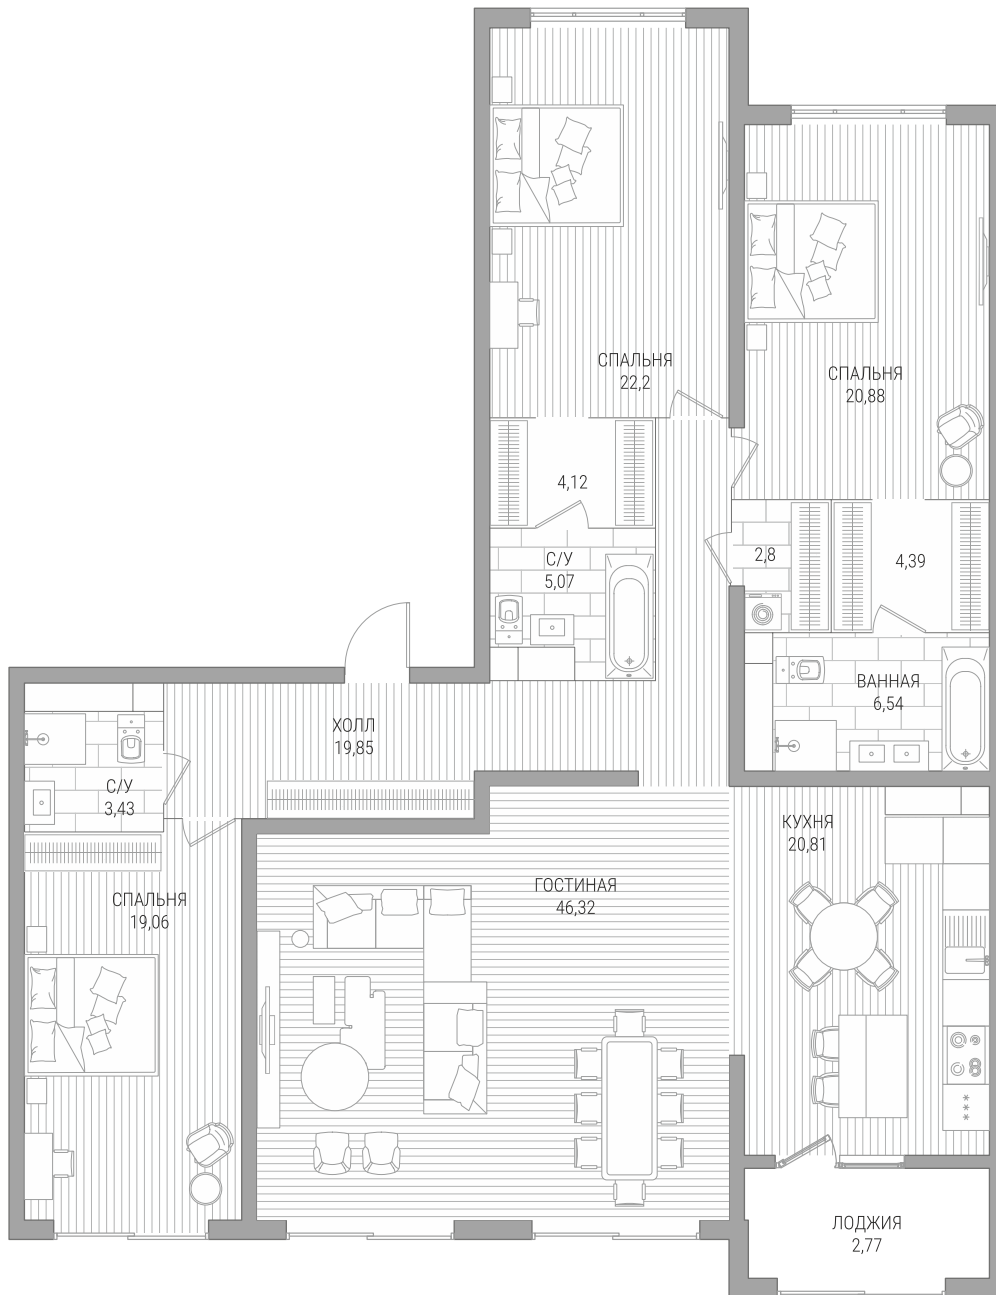 СПАЛЬНЯ
22,2
СПАЛЬНЯ
20,88
4,12
С/У
5,07
2,8
4,39
ВАННАЯ
6,54
ХОЛЛ
19,85
С/У
3,43
КУХНЯ
20,81
СПАЛЬНЯ
19,06
ГОСТИНАЯ
46,32
ЛОДЖИЯ
2,77